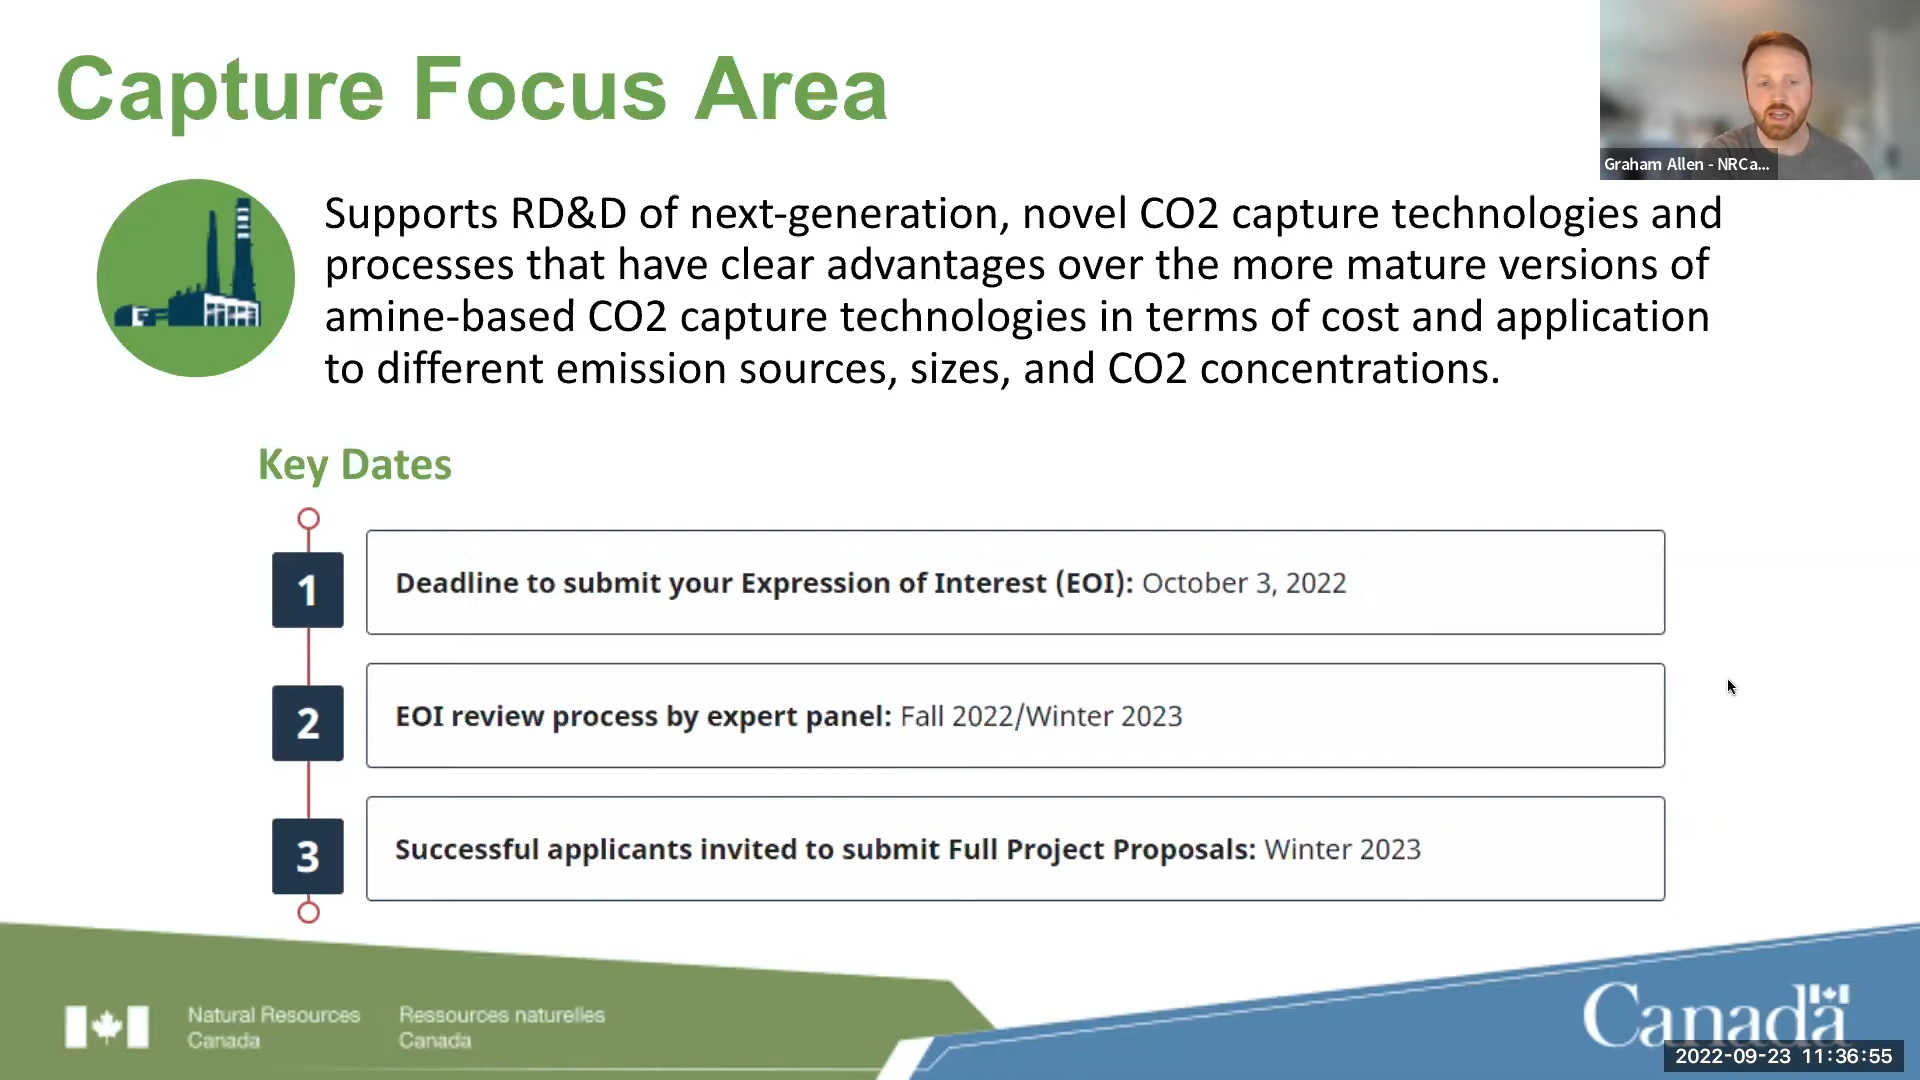 Capture Focus Area
Graham Allen - NRCa...
Supports RD&D of next-generation, novel CO2 capture technologies and
processes that have clear advantages over the more mature versions of
amine-based CO2 capture technologies in terms of cost and application
to different emission sources, sizes, and CO2 concentrations.
Key Dates
1
Deadline to submit your Expression of Interest (EOI): October 3, 2022
2
EOI review process by expert panel: Fall 2022/Winter 2023
3
Successful applicants invited to submit Full Project Proposals: Winter 2023
Natural Resources
Canada
Ressources naturelles
Canada
Canada
2022-09-23 11:36:55